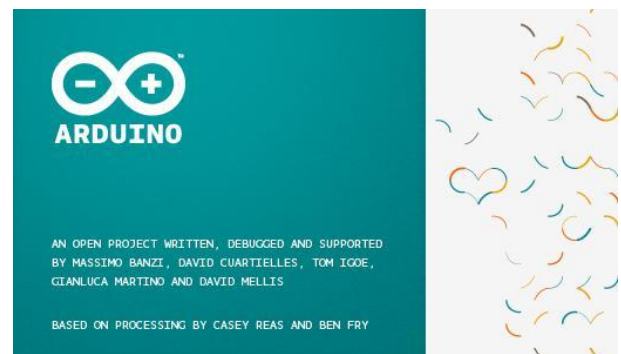 ARDUINO
AN OPEN PROJECT WRITTEN, DEBUGGED AND SUPPORTED
BY MASSIMO BANZI, DAVID CUARTIELLES, TOM IGOE,
GIANLUCA MARTINO AND DAVID MELLIS
BASED ON PROCESSING BY CASEY REAS AND BEN FRY